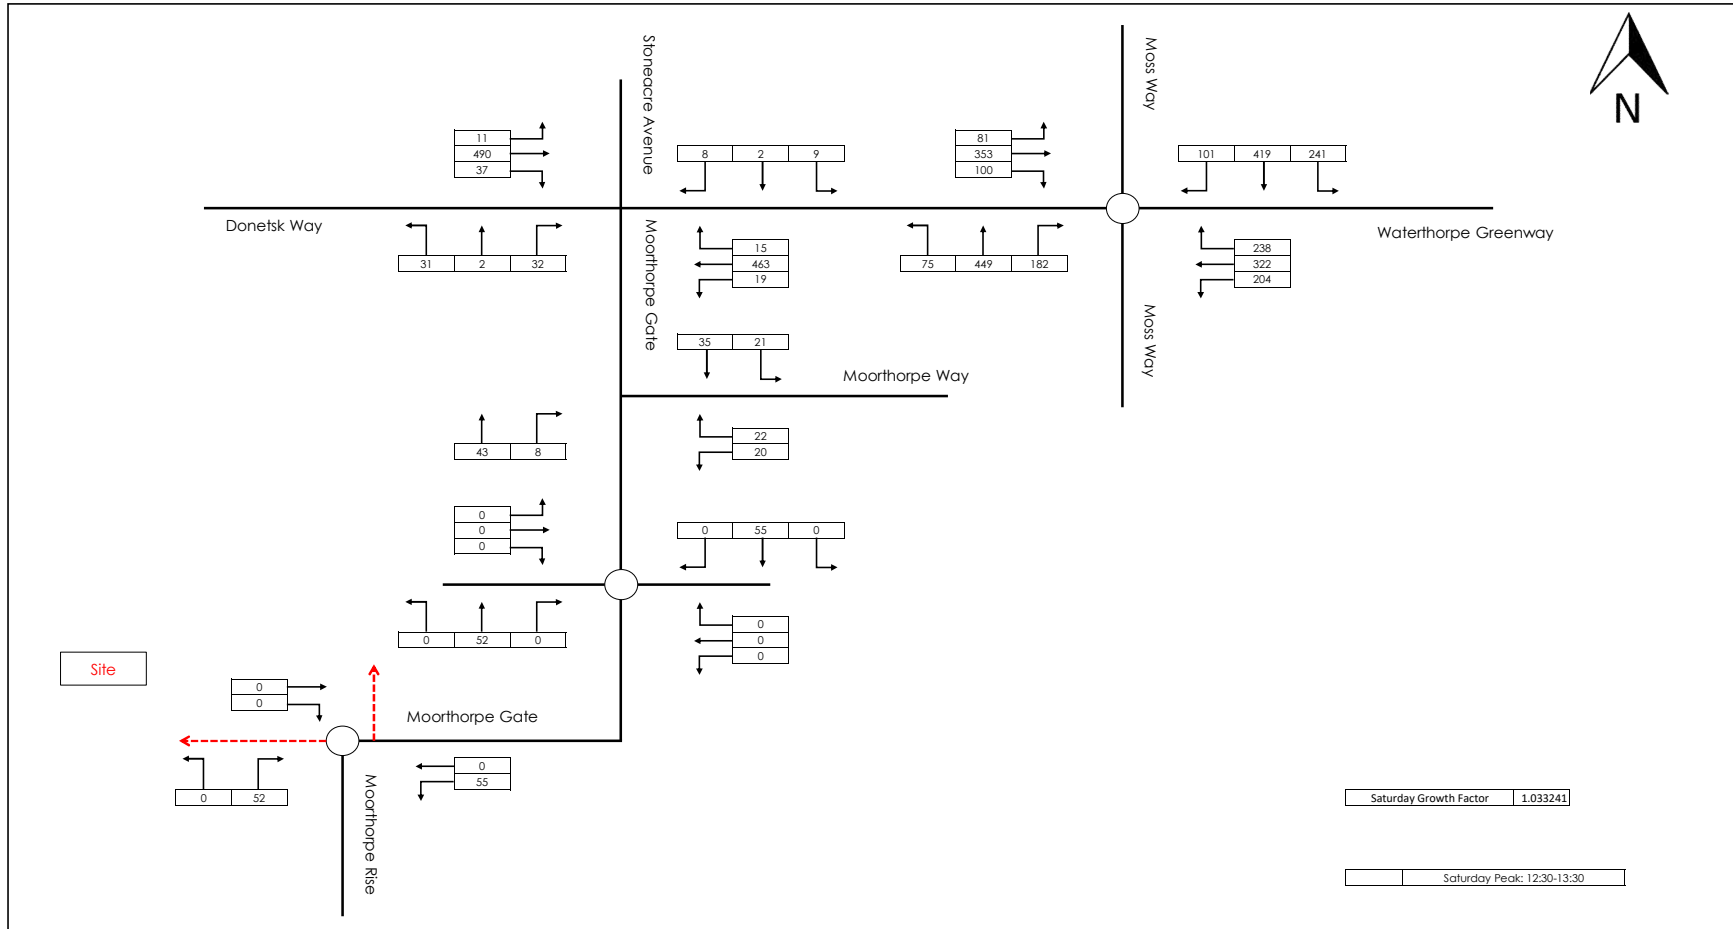 N
Stoneacre Avenue
Moss Way
11
490
37
8 2 9
81
353
100
101 419 241
Donetsk Way
Waterthorpe Greenway
31 2 32
Moorthorpe Gate
15
463
19
75 449 182
238
322
204
Moss Way
35 21
Moorthorpe Way
43 8
22
20
0
0
0
0 55 0
0 52 0
0
0
0
Site
0
0
Moorthorpe Gate
0
55
0 52
Moorthorpe Rise
Saturday Growth Factor 1.033241
Saturday Peak: 12:30-13:30